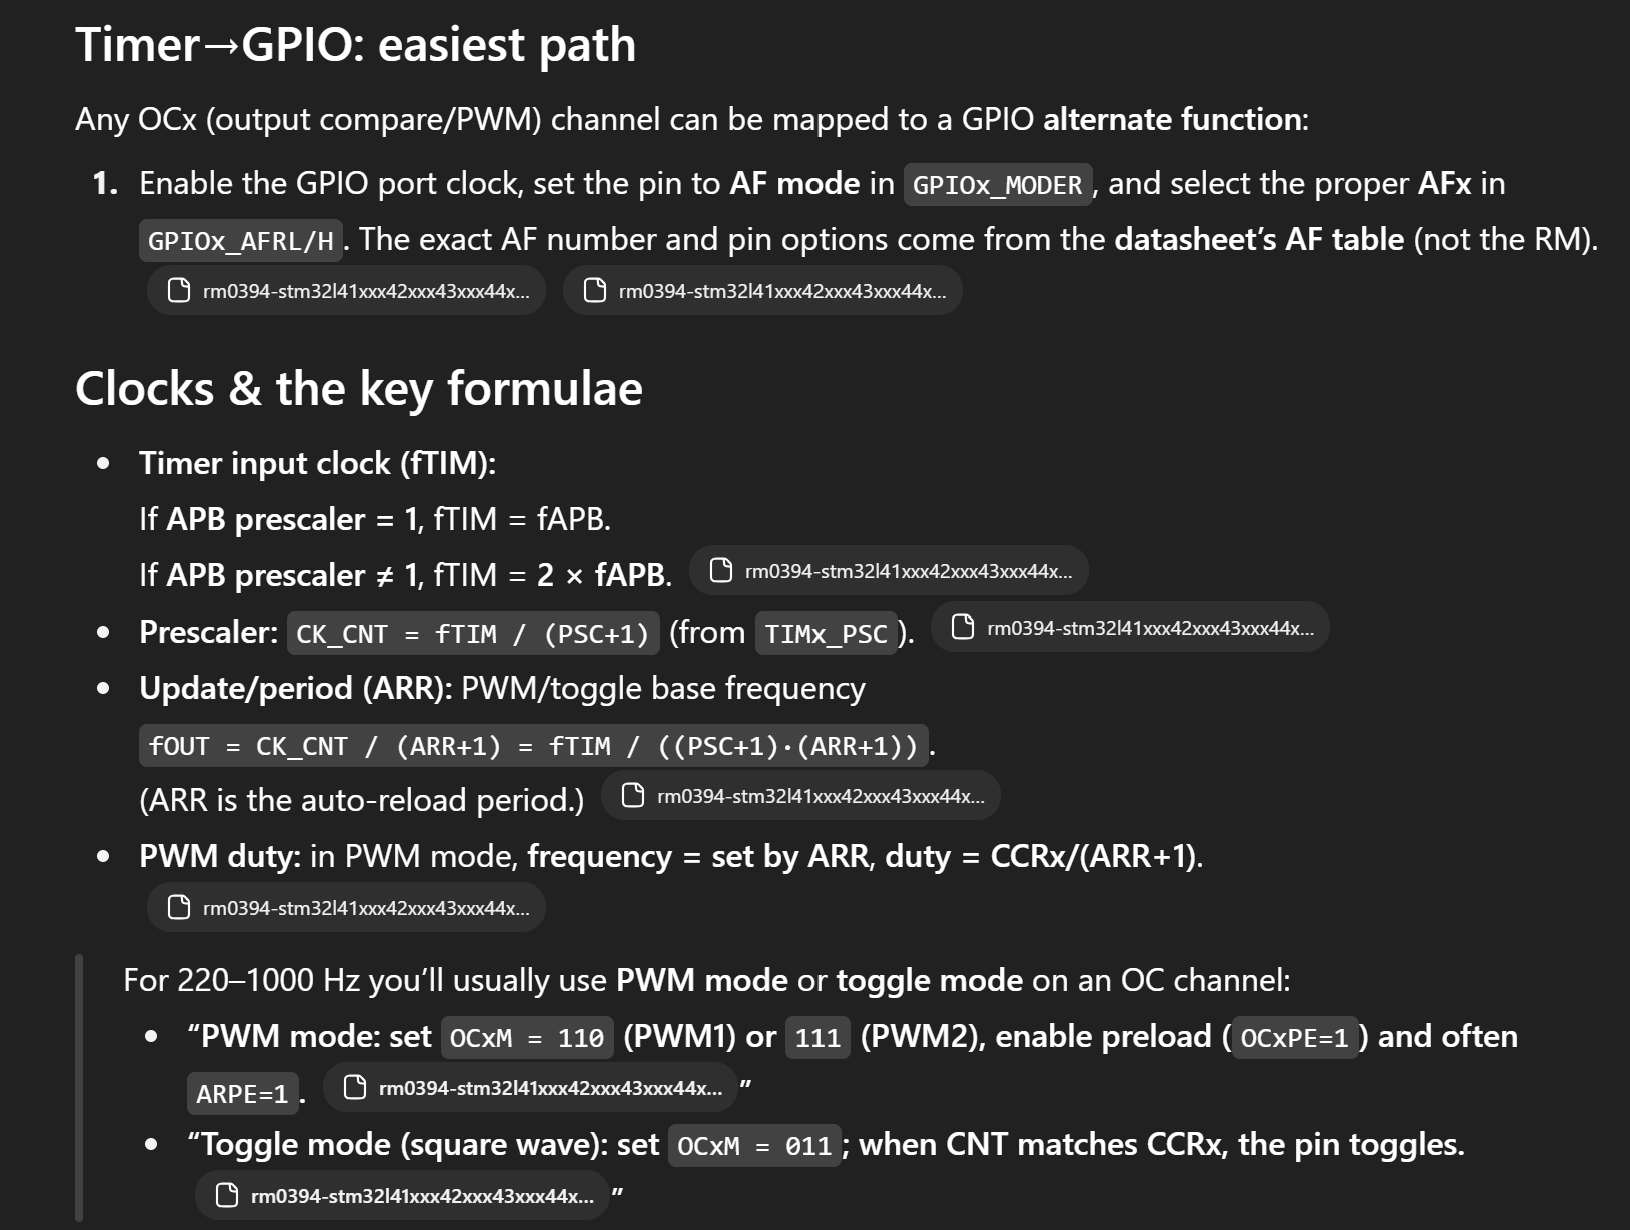 Timer→GPIO: easiest path
Any OCx (output compare/PWM) channel can be mapped to a GPIO alternate function:
1. Enable the GPIO port clock, set the pin to AF mode in GPIOx_MODER, and select the proper AFx in
GPIOx_AFRL/H. The exact AF number and pin options come from the datasheet’s AF table (not the RM).
rm0394-stm32l41xxx42xxx43xxx44x... rm0394-stm32l41xxx42xxx43xxx44x...
Clocks & the key formulae
• Timer input clock (fTIM):
If APB prescaler = 1, fTIM = fAPB.
If APB prescaler ≠ 1, fTIM = 2 × fAPB. rm0394-stm32l41xxx42xxx43xxx44x...
• Prescaler: CK_CNT = fTIM / (PSC+1) (from TIMx_PSC). rm0394-stm32l41xxx42xxx43xxx44x...
• Update/period (ARR): PWM/toggle base frequency
fOUT = CK_CNT / (ARR+1) = fTIM / ((PSC+1)·(ARR+1)).
(ARR is the auto-reload period.) rm0394-stm32l41xxx42xxx43xxx44x...
• PWM duty: in PWM mode, frequency = set by ARR, duty = CCRx/(ARR+1).
rm0394-stm32l41xxx42xxx43xxx44x...
For 220–1000 Hz you’ll usually use PWM mode or toggle mode on an OC channel:
• “PWM mode: set OCxM = 110 (PWM1) or 111 (PWM2), enable preload (OCxPE=1) and often
ARPE=1. rm0394-stm32l41xxx42xxx43xxx44x... ”
• “Toggle mode (square wave): set OCxM = 011; when CNT matches CCRx, the pin toggles.
rm0394-stm32l41xxx42xxx43xxx44x... ”